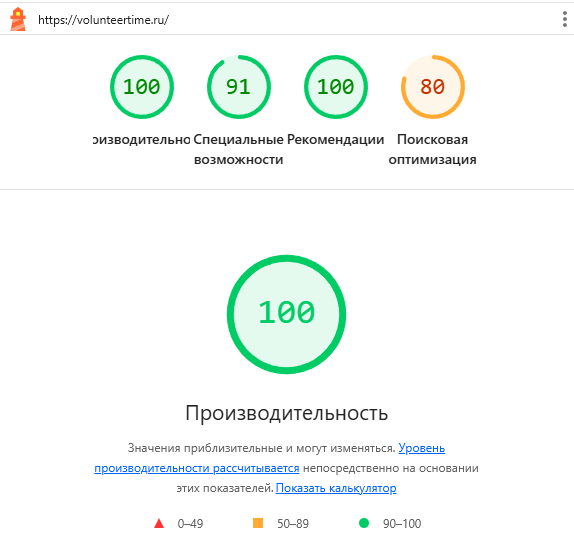 https://volunteertime.ru/
100 91 100 80
оизводительно Специальные возможности Рекомендации Поисковая оптимизация
100
Производительность
Значения приблизительные и могут изменяться. Уровень
производительности рассчитывается непосредственно на основании
этих показателей. Показать калькулятор
0–49 50–89 90–100